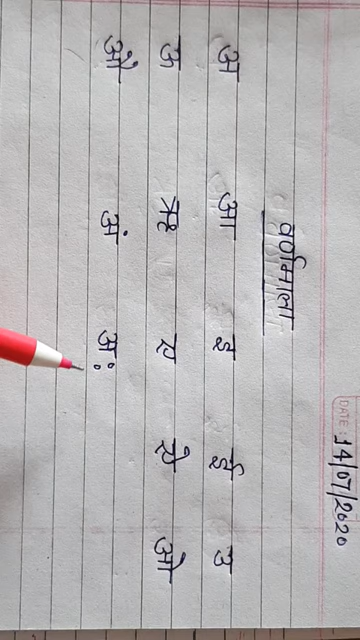 DATE: 14/07/2020
वर्णमाला
अ आ इ ई उ
ऊ ऋ ए ऐ ओ
औ अं अः